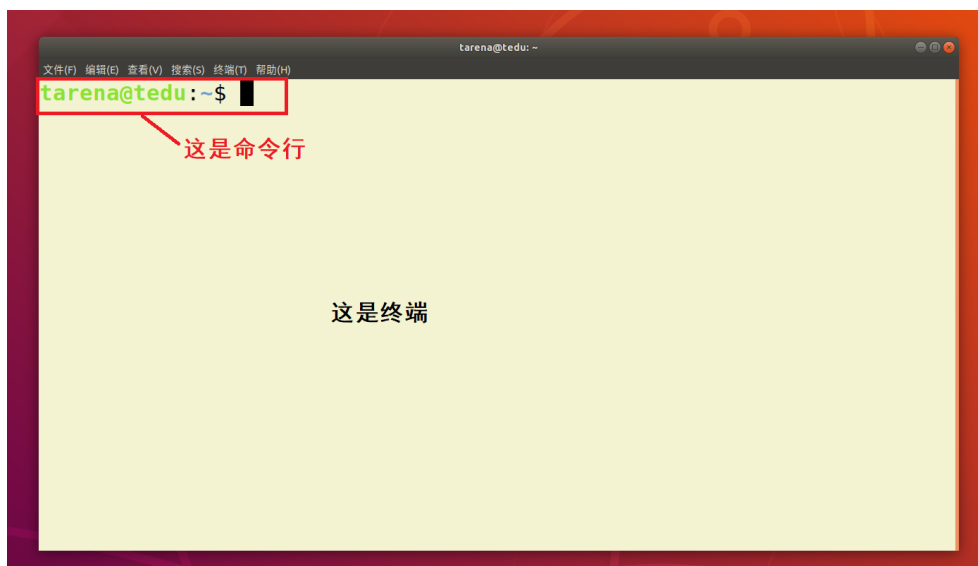 tarena@tedu: ~
文件(F) 编辑(E) 查看(V) 搜索(S) 终端(T) 帮助(H)
tarena@tedu:~$
这是命令行
这是终端